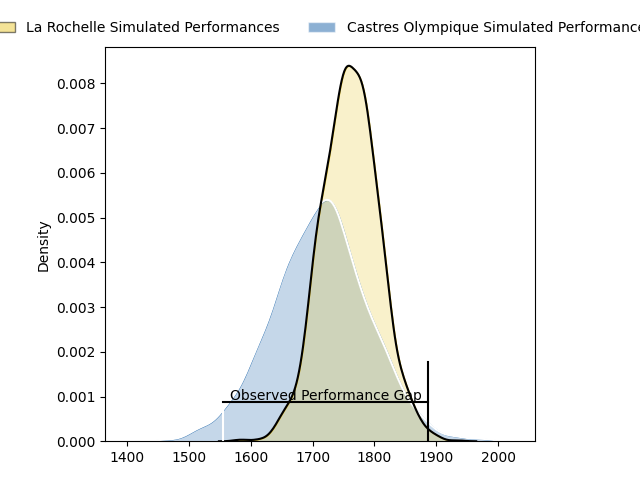 La Rochelle Simulated Performances
Castres Olympique Simulated
0.008
0.007
0.006
0.005
0.004
0.003
0.002
0.001
0.000
Density
Observed Performance Gap
1400 1500 1600 1700 1800 1900 2000